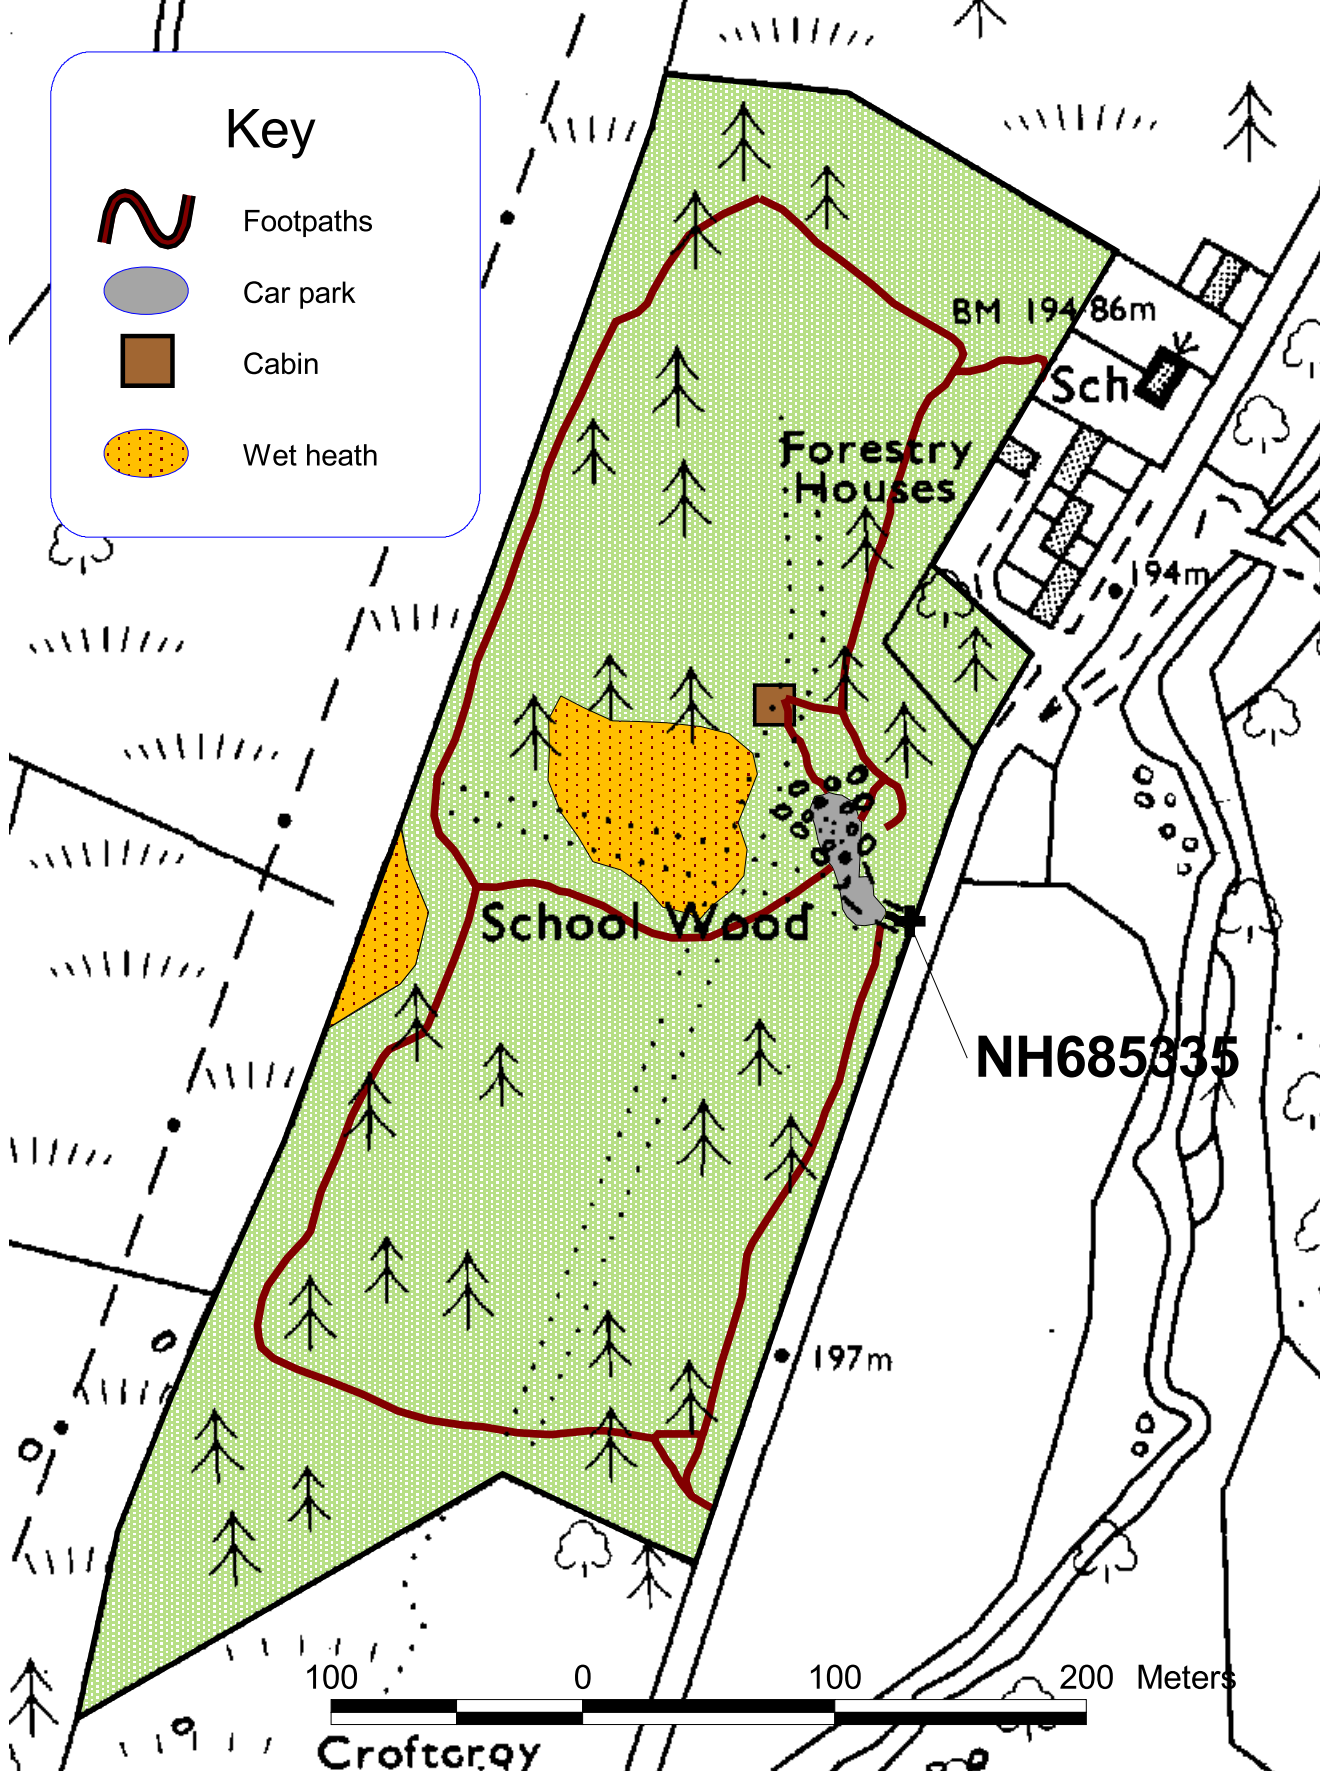 Key
Footpaths
Car park
Cabin
Wet heath
BM 194·86m
Sch
Forestry
Houses
194m
School Wood
NH685335
197m
100 0 100 200 Meters
Croftcroy